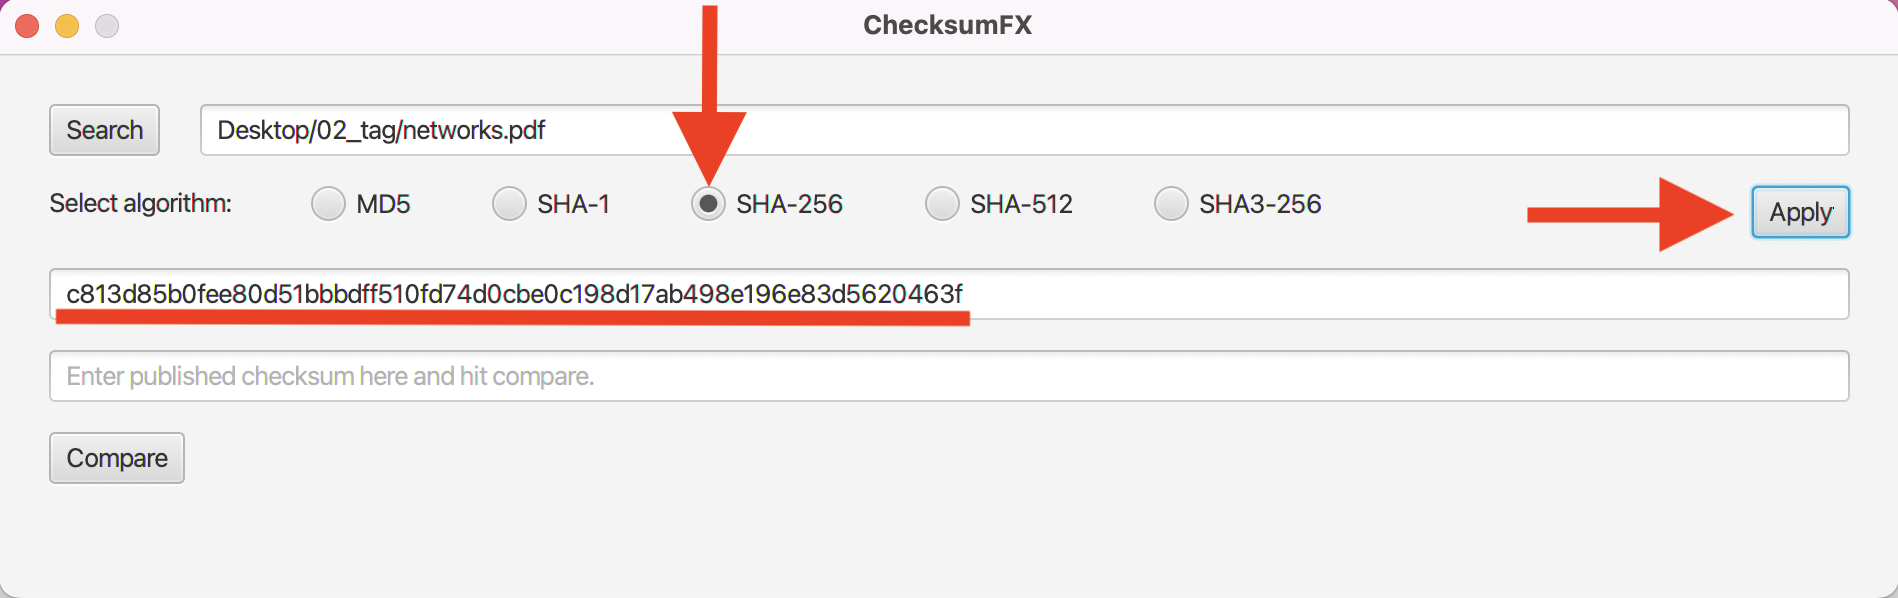 ChecksumFX
Search Desktop/02_tag/networks.pdf
Select algorithm: MD5 SHA-1 SHA-256 SHA-512 SHA3-256 Apply
c813d85b0fee80d51bbbdff510fd74d0cbe0c198d17ab498e196e83d5620463f
Enter published checksum here and hit compare.
Compare